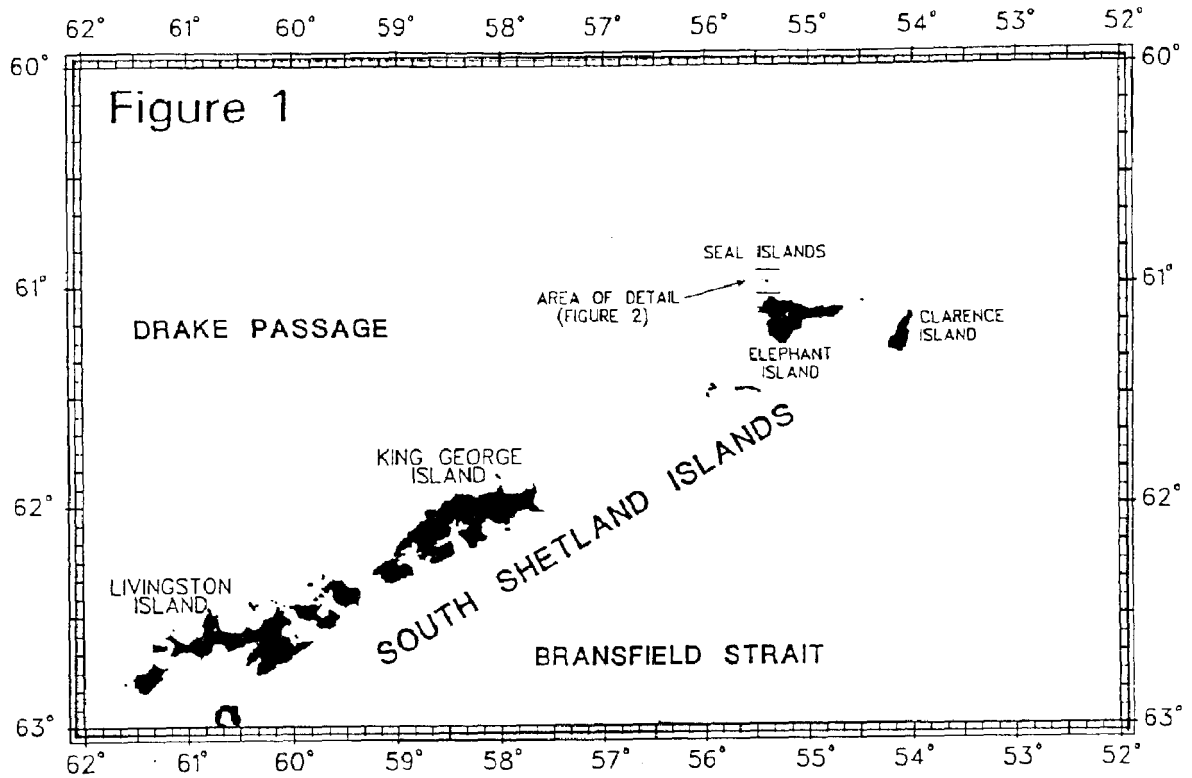 62° 61° 60° 59° 58° 57° 56° 55° 54° 53° 52°
60° 60°
Figure 1
SEAL ISLANDS
61° 61°
AREA OF DETAIL
(FIGURE 2)
DRAKE PASSAGE
CLARENCE
ISLAND
ELEPHANT
ISLAND
KING GEORGE
ISLAND
62° 62°
SOUTH SHETLAND ISLANDS
LIVINGSTON
ISLAND
BRANSFIELD STRAIT
63° 63°
62° 61° 60° 59° 58° 57° 56° 55° 54° 53° 52°